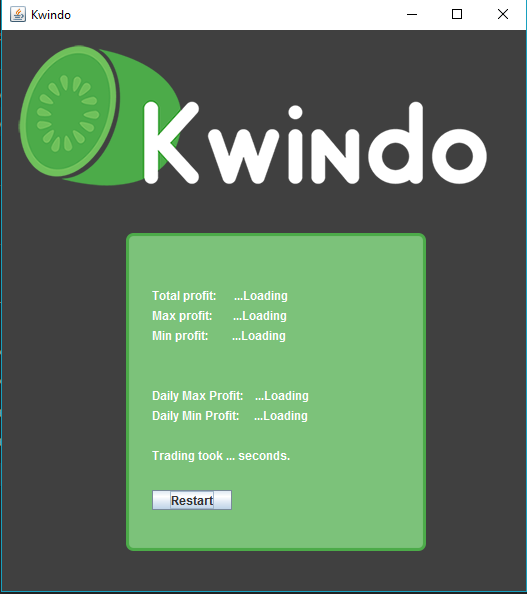 Kwindo
Kwindo
Total profit: ...Loading
Max profit: ...Loading
Min profit: ...Loading
Daily Max Profit: ...Loading
Daily Min Profit: ...Loading
Trading took ... seconds.
Restart